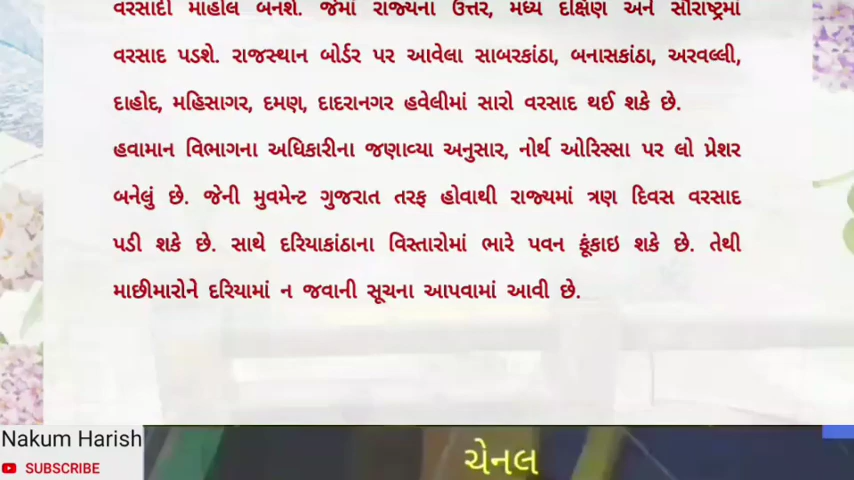 વરસાદી માહોલ બનશે. જેમાં રાજ્યના ઉત્તર, મધ્ય દક્ષિણ અને સૌરાષ્ટ્રમાં
વરસાદ પડશે. રાજસ્થાન બોર્ડર પર આવેલા સાબરકાંઠા, બનાસકાંઠા, અરવલ્લી,
દાહોદ, મહિસાગર, દમણ, દાદરાનગર હવેલીમાં સારો વરસાદ થઈ શકે છે.
હવામાન વિભાગના અધિકારીના જણાવ્યા અનુસાર, નોર્થ ઓરિસ્સા પર લો પ્રેશર
બનેલું છે. જેની મુવમેન્ટ ગુજરાત તરફ હોવાથી રાજ્યમાં ત્રણ દિવસ વરસાદ
પડી શકે છે. સાથે દરિયાકાંઠાના વિસ્તારોમાં ભારે પવન ફૂંકાઇ શકે છે. તેથી
માછીમારોને દરિયામાં ન જવાની સૂચના આપવામાં આવી છે.
Nakum Harish
SUBSCRIBE
ચેનલ